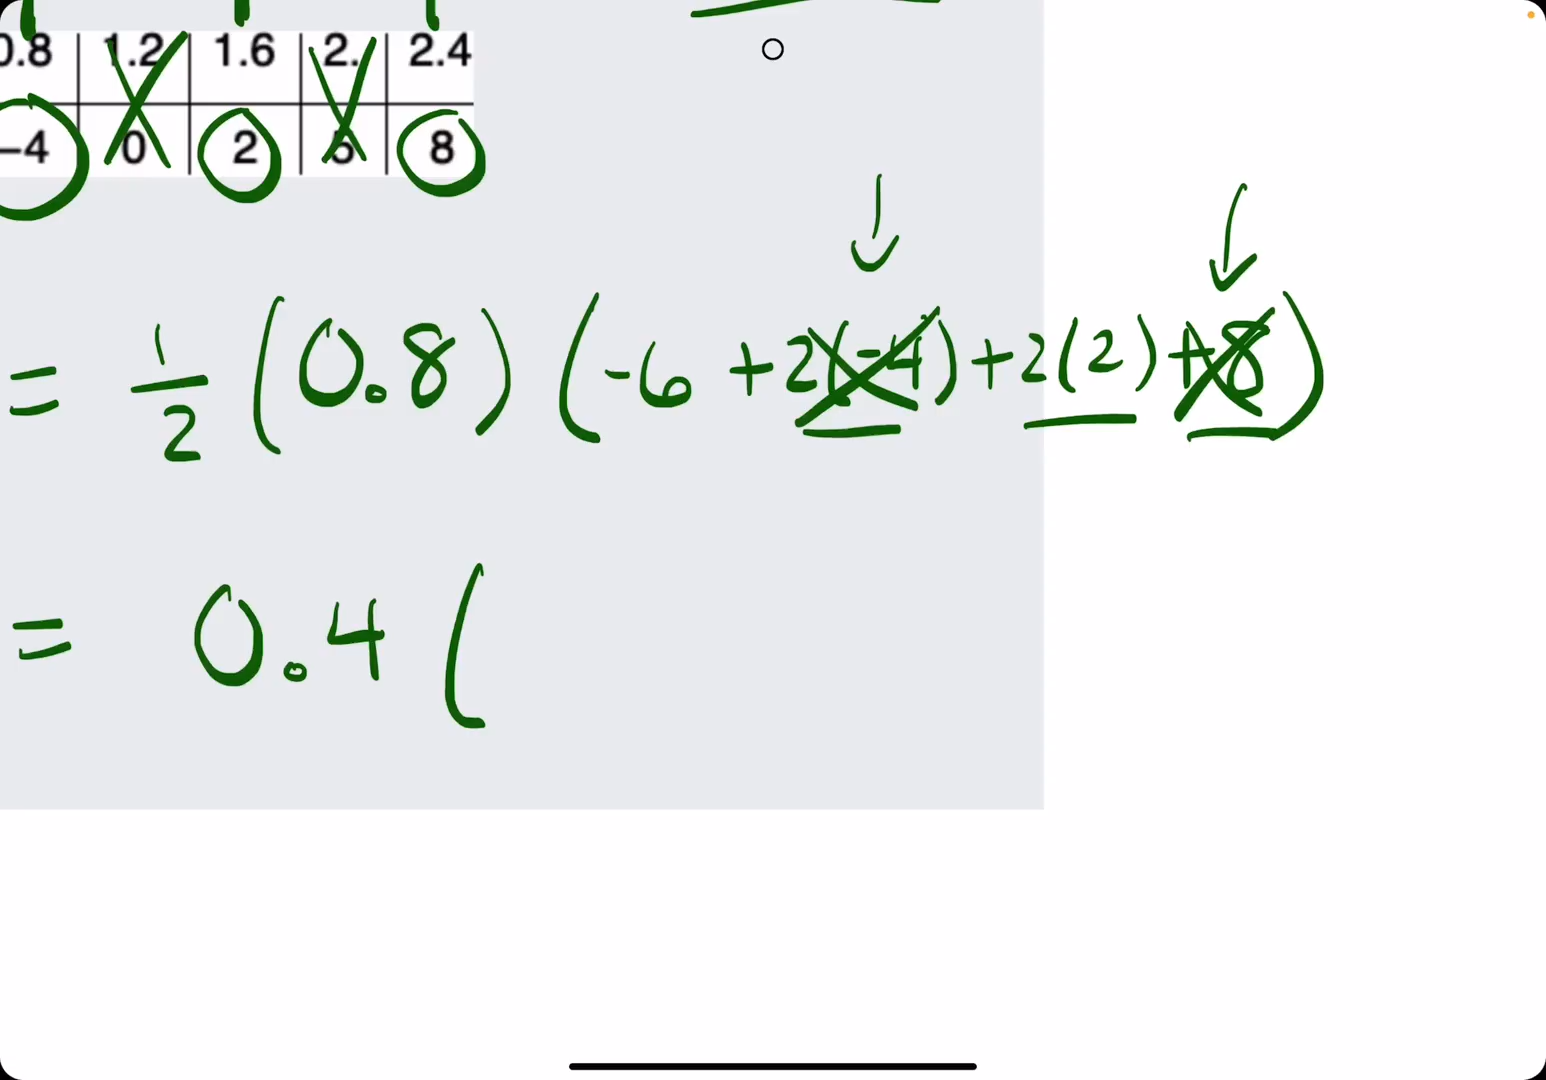 0.8 1.2 1.6 2. 2.4
-4 0 2 5 8
= 1/2 (0.8) (-6 + 2(-4) + 2(2) + 8)
= 0.4 (